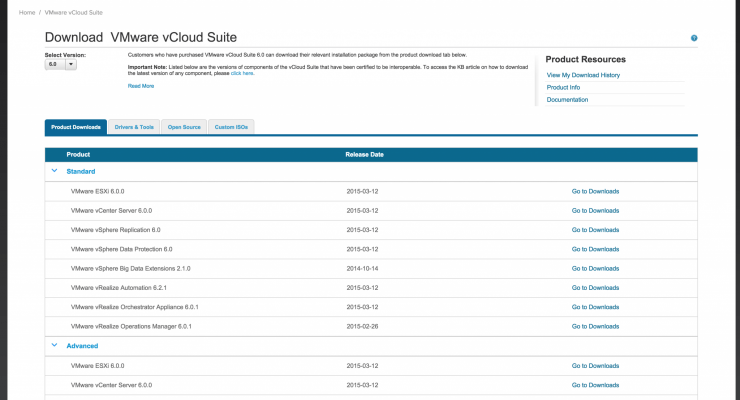 Home / VMware vCloud Suite
Download VMware vCloud Suite
Select Version:
6.0
Customers who have purchased VMware vCloud Suite 6.0 can download their relevant installation package from the product download tab below.
Important Note: Listed below are the versions of components of the vCloud Suite that have been certified to be interoperable. To access the KB article on how to download
the latest version of any component, please click here.
Read More
Product Resources
View My Download History
Product Info
Documentation
Product Downloads Drivers & Tools Open Source Custom ISOs
Product Release Date
Standard
VMware ESXi 6.0.0 2015-03-12 Go to Downloads
VMware vCenter Server 6.0.0 2015-03-12 Go to Downloads
VMware vSphere Replication 6.0 2015-03-12 Go to Downloads
VMware vSphere Data Protection 6.0 2015-03-12 Go to Downloads
VMware vSphere Big Data Extensions 2.1.0 2014-10-14 Go to Downloads
VMware vRealize Automation 6.2.1 2015-03-12 Go to Downloads
VMware vRealize Orchestrator Appliance 6.0.1 2015-03-12 Go to Downloads
VMware vRealize Operations Manager 6.0.1 2015-02-26 Go to Downloads
Advanced
VMware ESXi 6.0.0 2015-03-12 Go to Downloads
VMware vCenter Server 6.0.0 2015-03-12 Go to Downloads